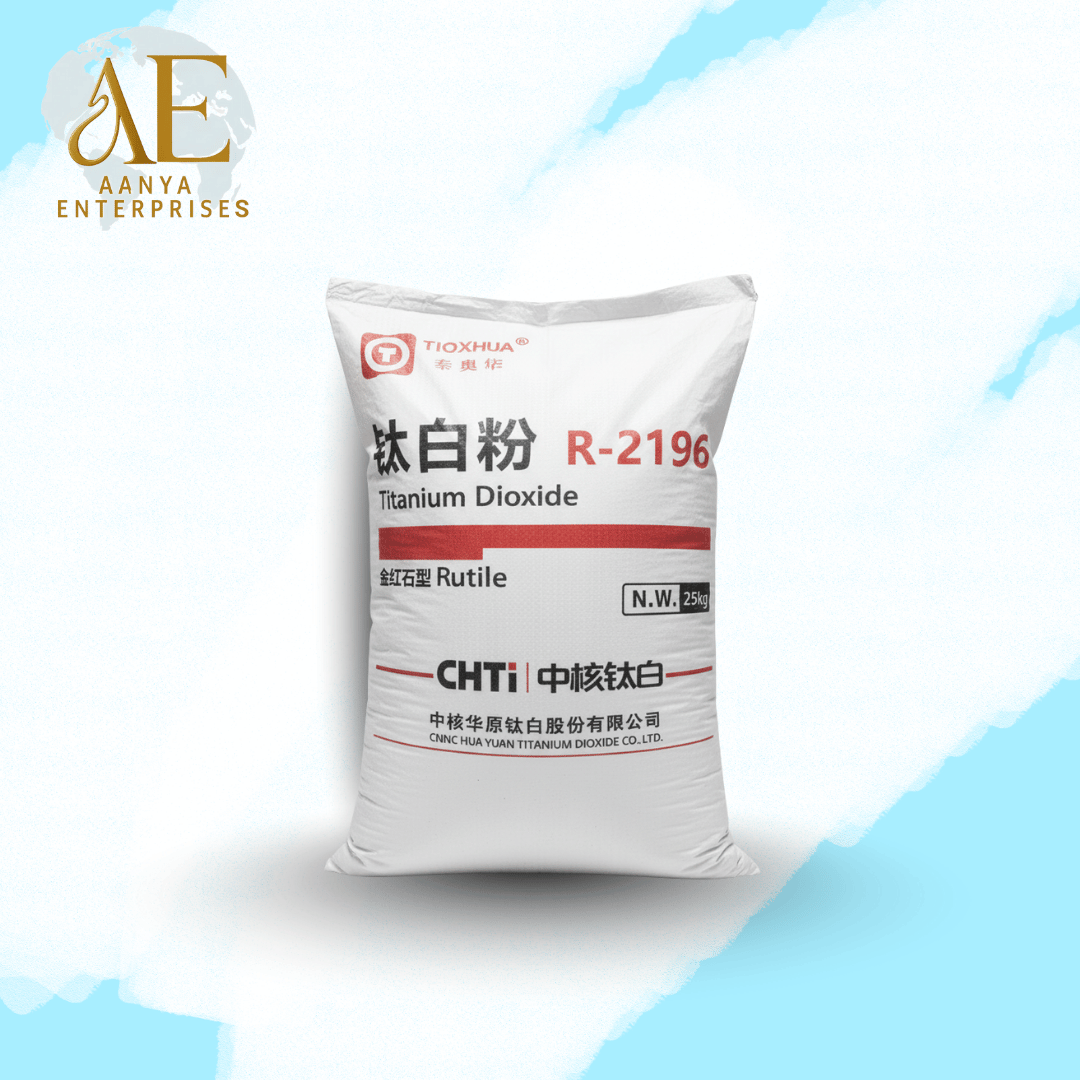 AE
AANYA
ENTERPRISES
T TIOXHUA®
泰奥华
钛白粉 R-2196
Titanium Dioxide
金红石型 Rutile
N.W. 25kg
CHTi 中核钛白
中核华原钛白股份有限公司
CNNC HUA YUAN TITANIUM DIOXIDE CO.,LTD.